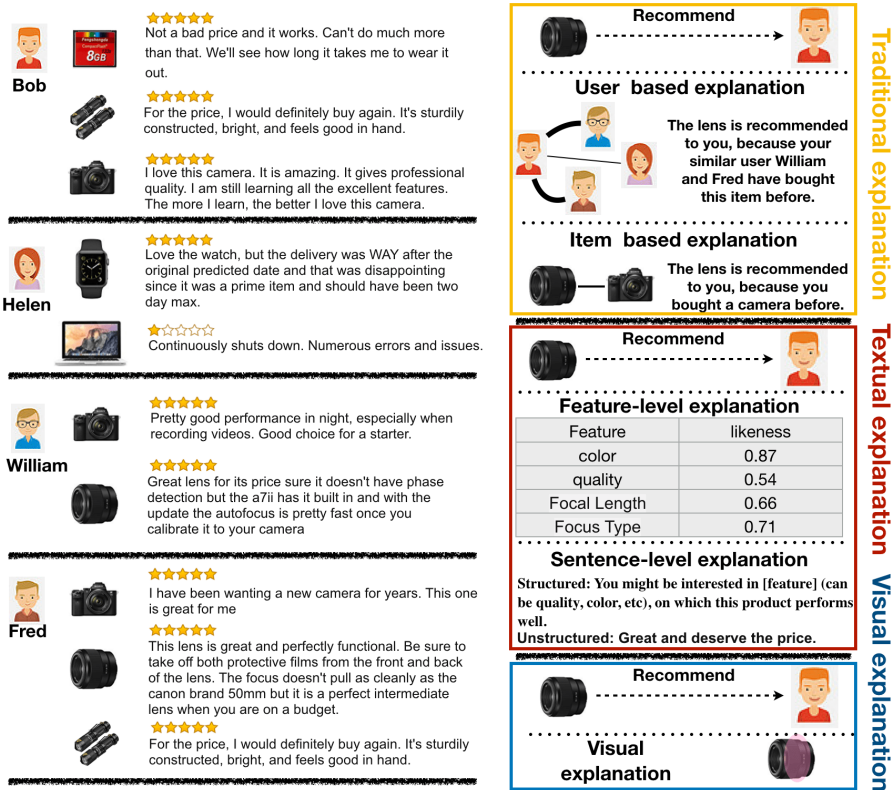 Not a bad price and it works. Can't do much more
than that. We'll see how long it takes me to wear it
out.
CompactFlash
8GB
Bob
For the price, I would definitely buy again. It's sturdily
constructed, bright, and feels good in hand.
I love this camera. It is amazing. It gives professional
quality. I am still learning all the excellent features.
The more I learn, the better I love this camera.
Love the watch, but the delivery was WAY after the
original predicted date and that was disappointing
since it was a prime item and should have been two
day max.
Helen
Continuously shuts down. Numerous errors and issues.
Pretty good performance in night, especially when
recording videos. Good choice for a starter.
William
Great lens for its price sure it doesn't have phase
detection but the a7ii has it built in and with the
update the autofocus is pretty fast once you
calibrate it to your camera
I have been wanting a new camera for years. This one
is great for me
Fred
This lens is great and perfectly functional. Be sure to
take off both protective films from the front and back
of the lens. The focus doesn't pull as cleanly as the
canon brand 50mm but it is a perfect intermediate
lens when you are on a budget.
For the price, I would definitely buy again. It's sturdily
constructed, bright, and feels good in hand.
Recommend
User based explanation
The lens is recommended
to you, because your
similar user William
and Fred have bought
this item before.
Item based explanation
The lens is recommended
to you, because you
bought a camera before.
Traditional explanation
Recommend
Feature-level explanation
Feature likeness
color 0.87
quality 0.54
Focal Length 0.66
Focus Type 0.71
Sentence-level explanation
Structured: You might be interested in [feature] (can
be quality, color, etc), on which this product performs
well.
Unstructured: Great and deserve the price.
Textual explanation
Recommend
Visual
explanation
Visual explanation